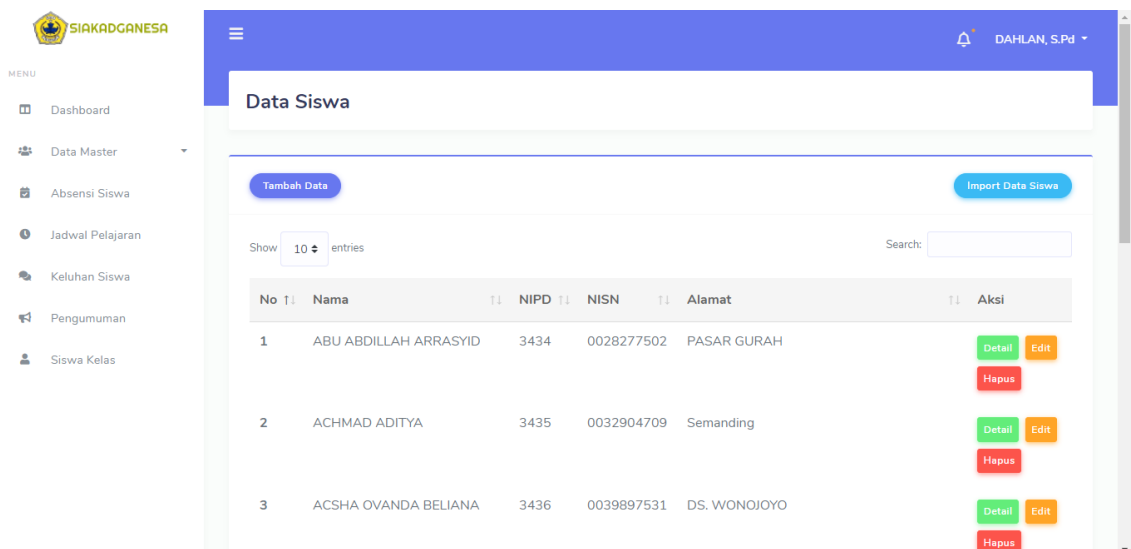 SIAKADGANESA
DAHLAN, S.Pd
MENU
Dashboard
Data Master
Absensi Siswa
Jadwal Pelajaran
Keluhan Siswa
Pengumuman
Siswa Kelas
Data Siswa
Tambah Data
Import Data Siswa
Show 10 entries
Search:
No Nama NIPD NISN Alamat Aksi
1 ABU ABDILLAH ARRASYID 3434 0028277502 PASAR GURAH Detail Edit
Hapus
2 ACHMAD ADITYA 3435 0032904709 Semanding Detail Edit
Hapus
3 ACSHA OVANDA BELIANA 3436 0039897531 DS. WONOJOYO Detail Edit
Hapus